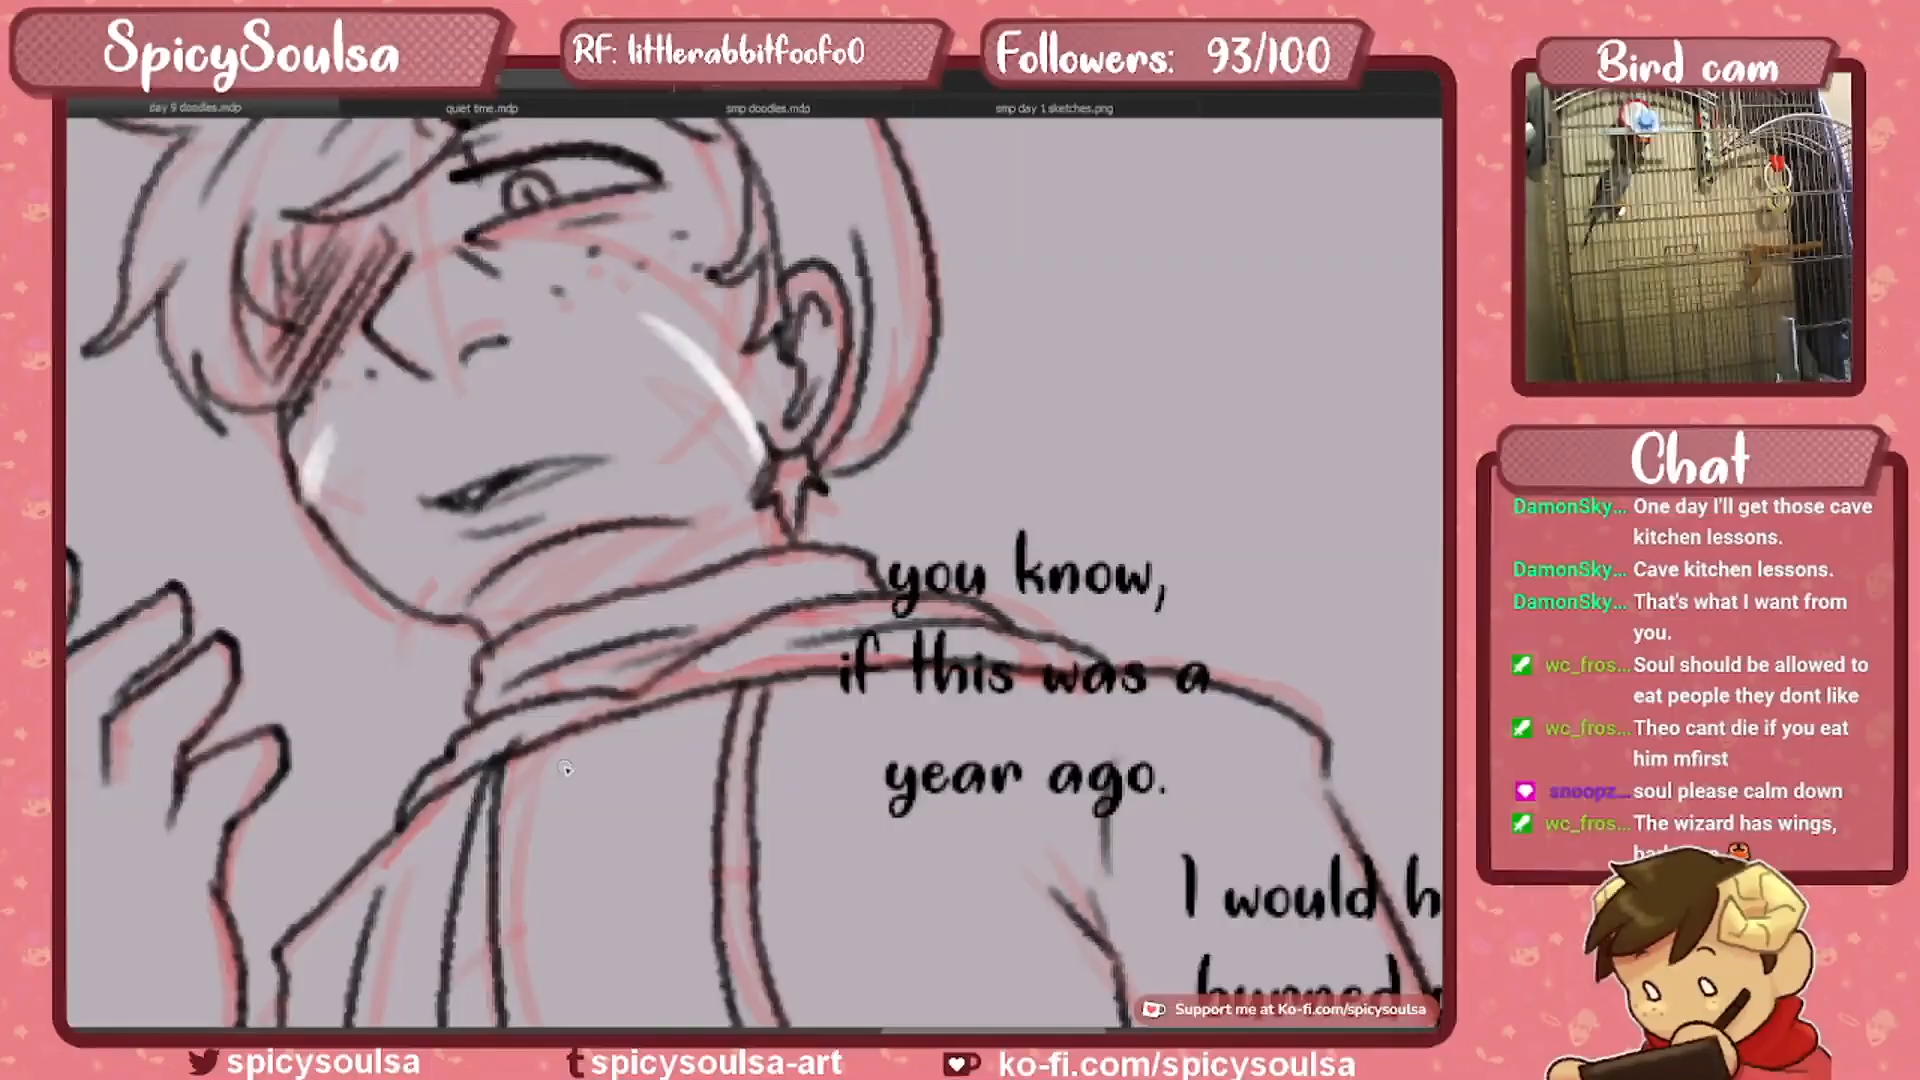 SpicySoulsa
RF: littlerabbitfoofo0
Followers: 93/100
Bird cam
day 9 doodles.mdp
quiet time.mdp
smp doodles.mdp
smp day 1 sketches.png
you know,
if this was a
year ago.
I would h
burned
Support me at Ko-fi.com/spicysoulsa
Chat
DamonSky... One day I'll get those cave
kitchen lessons.
DamonSky... Cave kitchen lessons.
DamonSky... That's what I want from
you.
wc_fros... Soul should be allowed to
eat people they dont like
wc_fros... Theo cant die if you eat
him mfirst
snoopz... soul please calm down
wc_fros... The wizard has wings,
spicysoulsa
spicysoulsa-art
ko-fi.com/spicysoulsa